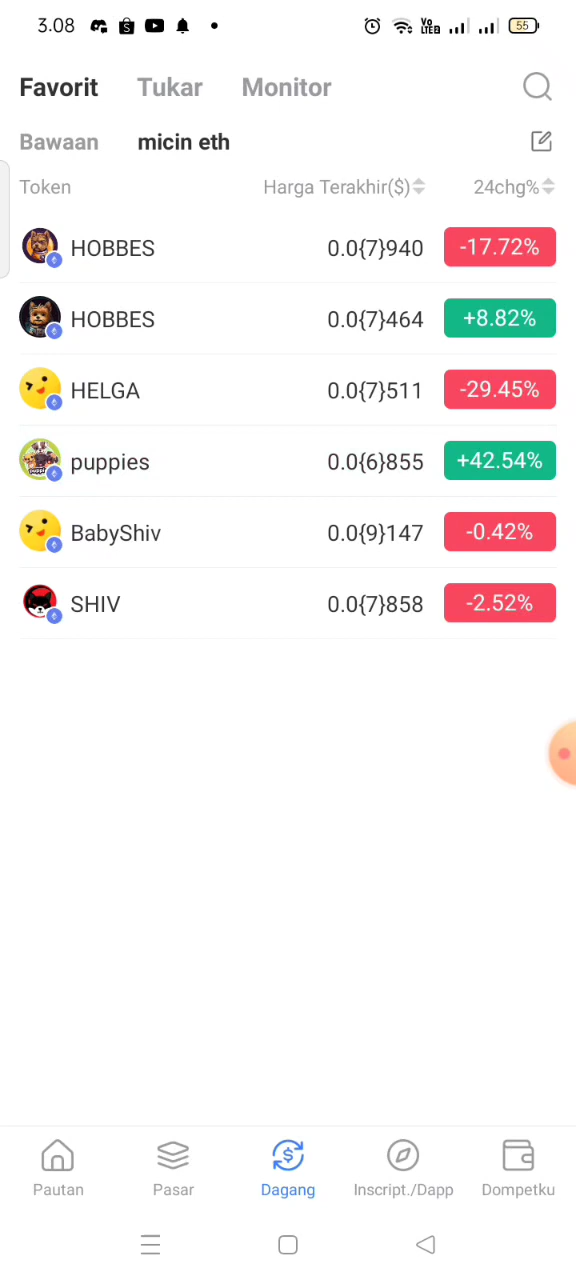 3.08 55
Favorit Tukar Monitor
Bawaan micin eth
Token Harga Terakhir($) 24chg%
HOBBES 0.0{7}940 -17.72%
HOBBES 0.0{7}464 +8.82%
HELGA 0.0{7}511 -29.45%
puppies 0.0{6}855 +42.54%
BabyShiv 0.0{9}147 -0.42%
SHIV 0.0{7}858 -2.52%
Pautan Pasar Dagang Inscript./Dapp Dompetku